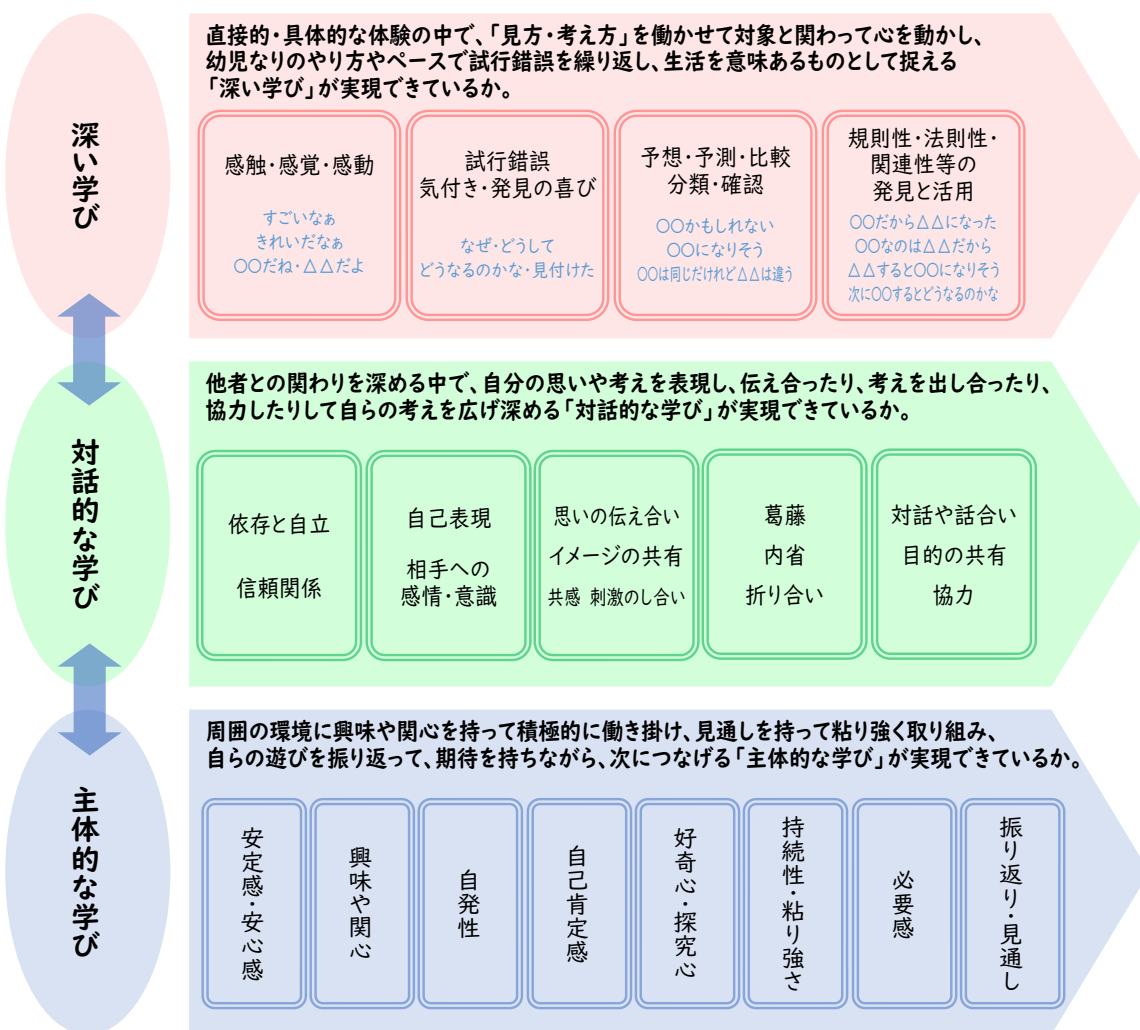 深い学び
直接的・具体的な体験の中で、「見方・考え方」を働かせて対象と関わって心を動かし、
幼児なりのやり方やペースで試行錯誤を繰り返し、生活を意味あるものとして捉える
「深い学び」が実現できているか。
感触・感覚・感動
すごいなぁ
きれいだなぁ
〇〇だね・△△だよ
試行錯誤
気付き・発見の喜び
なぜ・どうして
どうなるのかな・見付けた
予想・予測・比較
分類・確認
〇〇かもしれない
〇〇になりそう
〇〇は同じだけれど△△は違う
規則性・法則性・
関連性等の
発見と活用
〇〇だから△△になった
〇〇なのは△△だから
△△すると〇〇になりそう
次に〇〇するとどうなるのかな
対話的な学び
他者との関わりを深める中で、自分の思いや考えを表現し、伝え合ったり、考えを出し合ったり、
協力したりして自らの考えを広げ深める「対話的な学び」が実現できているか。
依存と自立
信頼関係
自己表現
相手への
感情・意識
思いの伝え合い
イメージの共有
共感 刺激のし合い
葛藤
内省
折り合い
対話や話合い
目的の共有
協力
主体的な学び
周囲の環境に興味や関心を持って積極的に働き掛け、見通しを持って粘り強く取り組み、
自らの遊びを振り返って、期待を持ちながら、次につなげる「主体的な学び」が実現できているか。
安定感・安心感
興味や関心
自発性
自己肯定感
好奇心・探究心
持続性・粘り強さ
必要感
振り返り・見通し